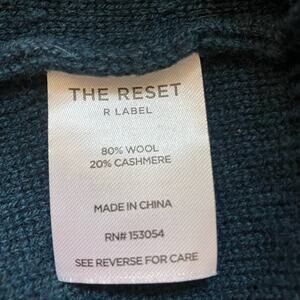 THE RESET
R LABEL
80% WOOL
20% CASHMERE
MADE IN CHINA
RN# 153054
SEE REVERSE FOR CARE